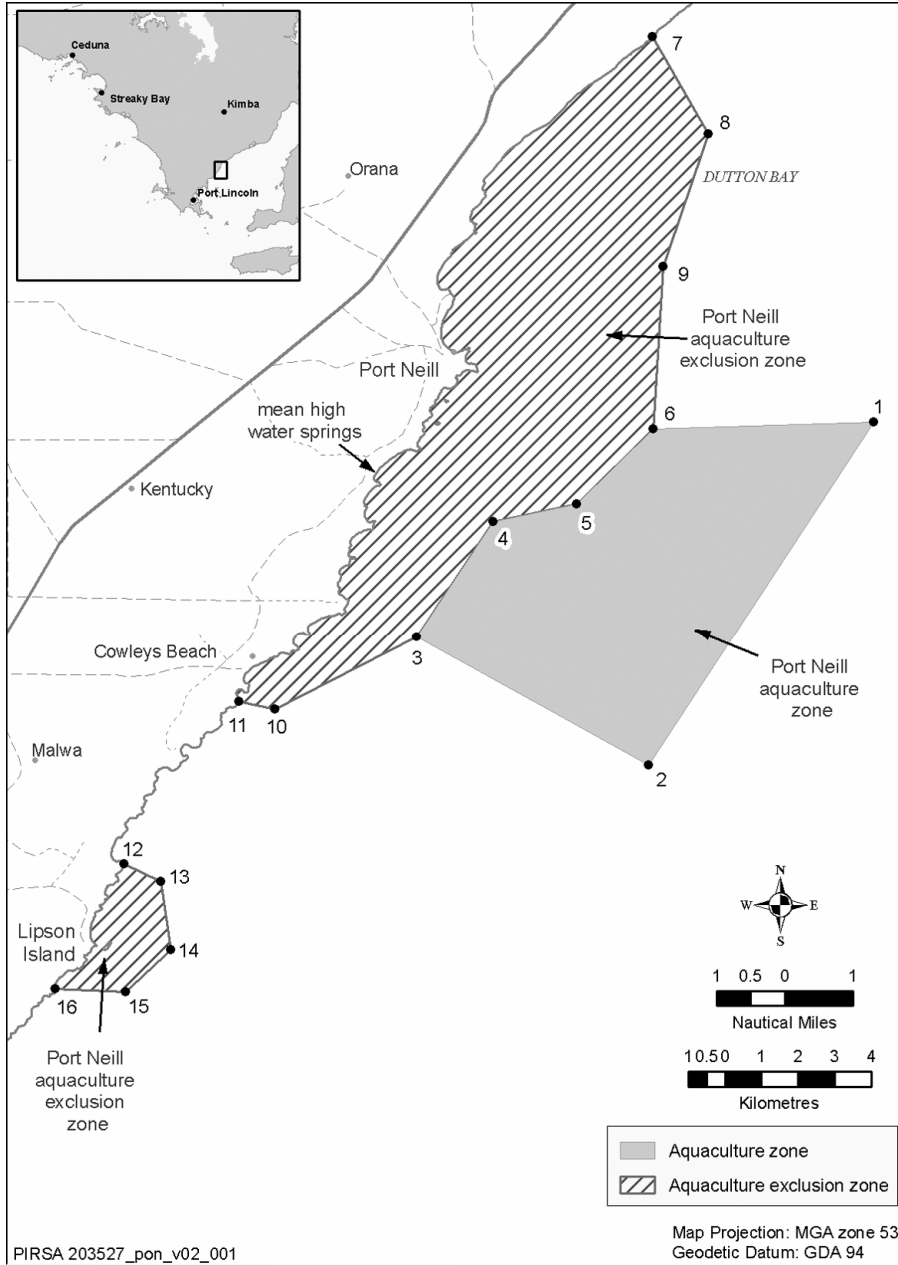 Ceduna
Streaky Bay
Kimba
Port Lincoln
7
8
Orana
DUTTON BAY
9
Port Neill
aquaculture
exclusion zone
Port Neill
1
6
mean high
water springs
Kentucky
5
4
Cowleys Beach
3
Port Neill
aquaculture
zone
11
10
Malwa
2
12
13
N
W
E
S
Lipson
Island
14
16
15
1 0.5 0 1
Nautical Miles
Port Neill
aquaculture
exclusion
zone
1 0.5 0 1 2 3 4
Kilometres
Aquaculture zone
Aquaculture exclusion zone
PIRSA 203527_pon_v02_001
Map Projection: MGA zone 53
Geodetic Datum: GDA 94